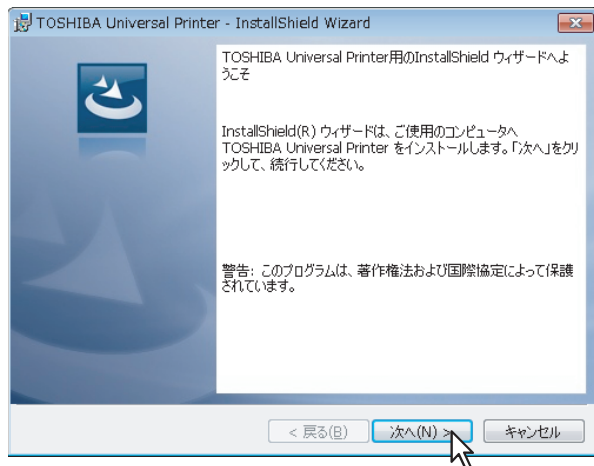 TOSHIBA Universal Printer - InstallShield Wizard
TOSHIBA Universal Printer用のInstallShield ウィザードへよ
うこそ
InstallShield(R) ウィザードは、ご使用のコンピュータへ
TOSHIBA Universal Printer をインストールします。「次へ」をクリ
ックして、続行してください。
警告: このプログラムは、著作権法および国際協定によって保護
されています。
< 戻る(B)
次へ(N) >
キャンセル